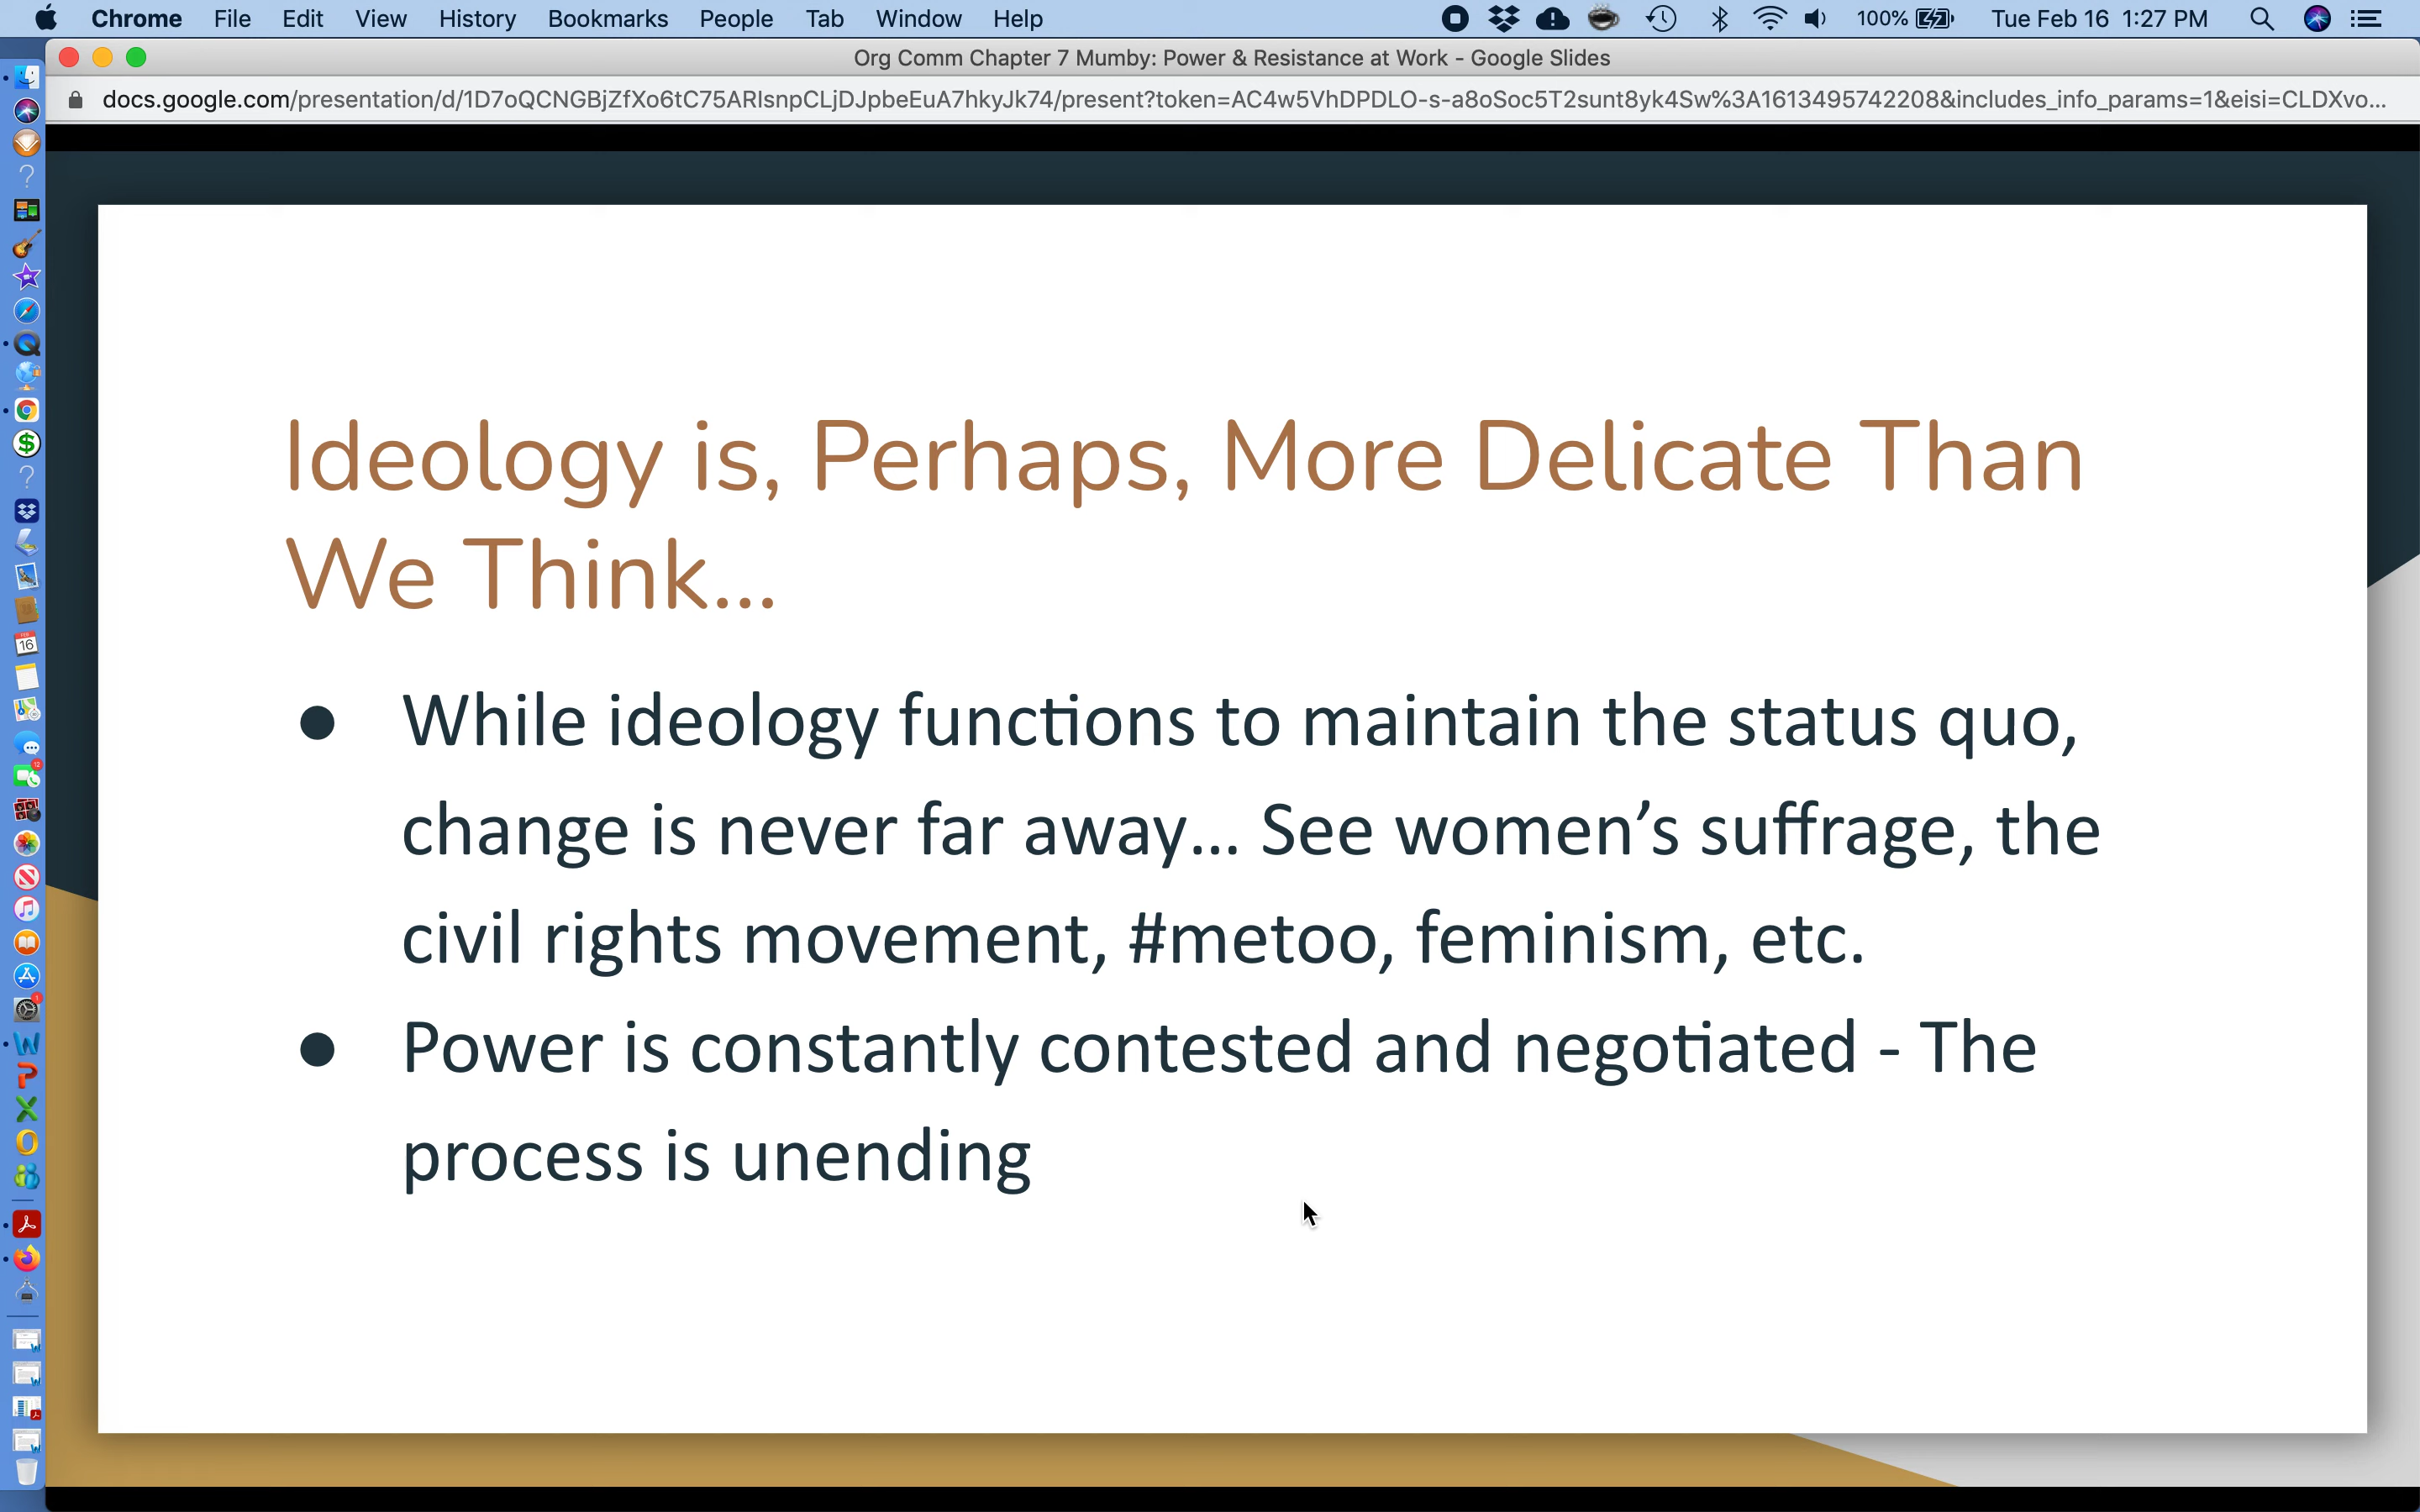 Chrome File Edit View History Bookmarks People Tab Window Help 100% Tue Feb 16 1:27 PM
Org Comm Chapter 7 Mumby: Power & Resistance at Work - Google Slides
docs.google.com/presentation/d/1D7oQCNGBjZfXo6tC75ARIsnpCLjDJpbeEuA7hkyJk74/present?token=AC4w5VhDPDLO-s-a8oSoc5T2sunt8yk4Sw%3A1613495742208&includes_info_params=1&eisi=CLDXvo...
Ideology is, Perhaps, More Delicate Than
We Think...
● While ideology functions to maintain the status quo,
change is never far away... See women’s suffrage, the
civil rights movement, #metoo, feminism, etc.
● Power is constantly contested and negotiated - The
process is unending